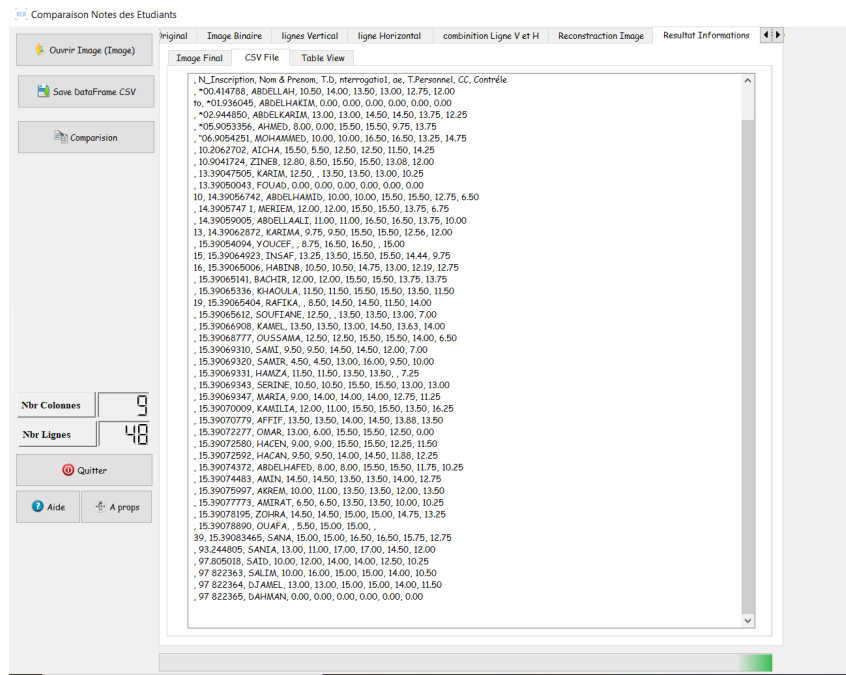 Comparaison Notes des Etudiants
Ouvrir Image (Image)
Save DataFrame CSV
Comparision
riginal Image Binaire lignes Vertical ligne Horizontal combinition Ligne V et H Reconstraction Image Resultat Informations
Image Final CSV File Table View
, N_Inscription, Nom & Prenom, T.D, nterrogatio1, ae, T.Personnel, CC, Contrêle
, *00.414788, ABDELLAH, 10.50, 14.00, 13.50, 13.00, 12.75, 12.00
to, *01.936045, ABDELHAKIM, 0.00, 0.00, 0.00, 0.00, 0.00, 0.00
, *02.944850, ABDELKARIM, 13.00, 13.00, 14.50, 14.50, 13.75, 12.25
, *05.9053356, AHMED, 8.00, 0.00, 15.50, 15.50, 9.75, 13.75
, "06.9054251, MOHAMMED, 10.00, 10.00, 16.50, 16.50, 13.25, 14.75
, 10.2062702, AICHA, 15.50, 5.50, 12.50, 12.50, 11.50, 14.25
, 10.9041724, ZINEB, 12.80, 8.50, 15.50, 15.50, 13.08, 12.00
, 13.39047505, KARIM, 12.50, , 13.50, 13.50, 13.00, 10.25
, 13.39050043, FOUAD, 0.00, 0.00, 0.00, 0.00, 0.00, 0.00
10, 14.39056742, ABDELHAMID, 10.00, 10.00, 15.50, 15.50, 12.75, 6.50
, 14.3905747 1, MERIEM, 12.00, 12.00, 15.50, 15.50, 13.75, 6.75
, 14.39059005, ABDELLAALI, 11.00, 11.00, 16.50, 16.50, 13.75, 10.00
13, 14.39062872, KARIMA, 9.75, 9.50, 15.50, 15.50, 12.56, 12.00
, 15.39054094, YOUCEF, , 8.75, 16.50, 16.50, , 15.00
15, 15.39064923, INSAF, 13.25, 13.50, 15.50, 15.50, 14.44, 9.75
16, 15.39065006, HABINB, 10.50, 10.50, 14.75, 13.00, 12.19, 12.75
, 15.39065141, BACHIR, 12.00, 12.00, 15.50, 15.50, 13.75, 13.75
, 15.39065336, KHAOULA, 11.50, 11.50, 15.50, 15.50, 13.50, 11.50
19, 15.39065404, RAFIKA, , 8.50, 14.50, 14.50, 11.50, 14.00
, 15.39065612, SOUFIANE, 12.50, , 13.50, 13.50, 13.00, 7.00
, 15.39066908, KAMEL, 13.50, 13.50, 13.00, 14.50, 13.63, 14.00
, 15.39068777, OUSSAMA, 12.50, 12.50, 15.50, 15.50, 14.00, 6.50
, 15.39069310, SAMI, 9.50, 9.50, 14.50, 14.50, 12.00, 7.00
, 15.39069320, SAMIR, 4.50, 4.50, 13.00, 16.00, 9.50, 10.00
, 15.39069331, HAMZA, 11.50, 11.50, 13.50, 13.50, , 7.25
, 15.39069343, SERINE, 10.50, 10.50, 15.50, 15.50, 13.00, 13.00
, 15.39069347, MARIA, 9.00, 14.00, 14.00, 14.00, 12.75, 11.25
, 15.39070009, KAMILIA, 12.00, 11.00, 15.50, 15.50, 13.50, 16.25
, 15.39070779, AFFIF, 13.50, 13.50, 14.00, 14.50, 13.88, 13.50
, 15.39072277, OMAR, 13.00, 6.00, 15.50, 15.50, 12.50, 0.00
, 15.39072580, HACEN, 9.00, 9.00, 15.50, 15.50, 12.25, 11.50
, 15.39072592, HACAN, 9.50, 9.50, 14.00, 14.50, 11.88, 12.25
, 15.39074372, ABDELHAFED, 8.00, 8.00, 15.50, 15.50, 11.75, 10.25
, 15.39074483, AMIN, 14.50, 14.50, 13.50, 13.50, 14.00, 12.75
, 15.39075997, AKREM, 10.00, 11.00, 13.50, 13.50, 12.00, 13.50
, 15.39077773, AMIRAT, 6.50, 6.50, 13.50, 13.50, 10.00, 10.25
, 15.39078195, ZOHRA, 14.50, 14.50, 15.00, 15.00, 14.75, 13.25
, 15.39078890, OUAFA, , 5.50, 15.00, 15.00, ,
39, 15.39083465, SANA, 15.00, 15.00, 16.50, 16.50, 15.75, 12.75
, 93.244805, SANIA, 13.00, 11.00, 17.00, 17.00, 14.50, 12.00
, 97.805018, SAID, 10.00, 12.00, 14.00, 14.00, 12.50, 10.25
, 97 822363, SALIM, 10.00, 16.00, 15.00, 15.00, 14.00, 10.50
, 97 822364, DJAMEL, 13.00, 13.00, 15.00, 15.00, 14.00, 11.50
, 97 822365, DAHMAN, 0.00, 0.00, 0.00, 0.00, 0.00, 0.00
Nbr Colonnes 9
Nbr Lignes 48
Quitter
Aide A props